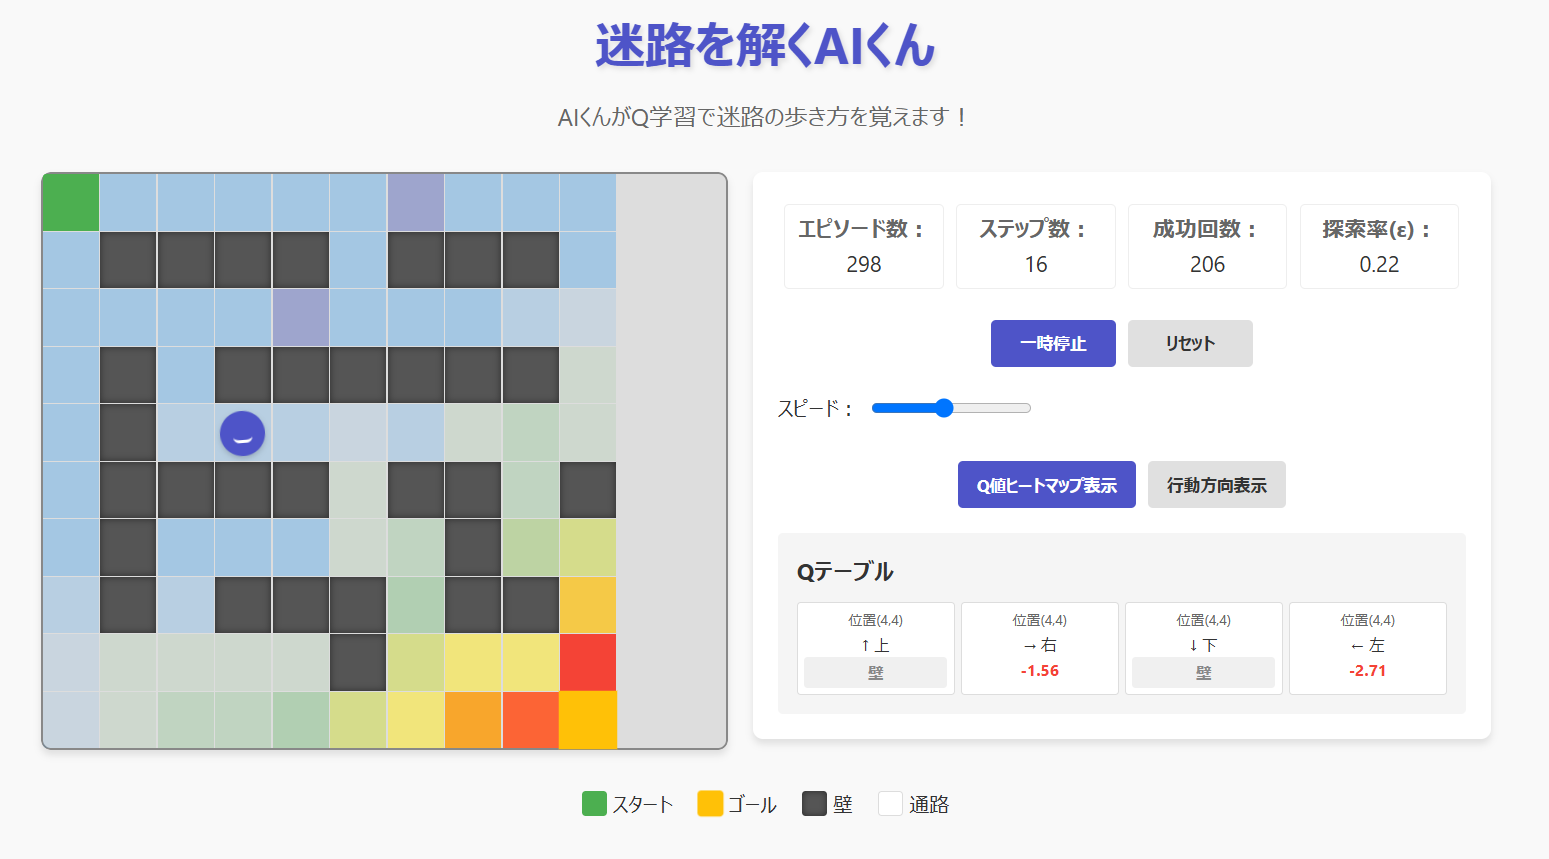 迷路を解くAIくん
AIくんがQ学習で迷路の歩き方を覚えます！
エピソード数：
298
ステップ数：
16
成功回数：
206
探索率(ε)：
0.22
一時停止
リセット
スピード：
Q値ヒートマップ表示
行動方向表示
Qテーブル
位置(4,4)
↑ 上
壁
位置(4,4)
→ 右
-1.56
位置(4,4)
↓ 下
壁
位置(4,4)
← 左
-2.71
スタート
ゴール
壁
通路